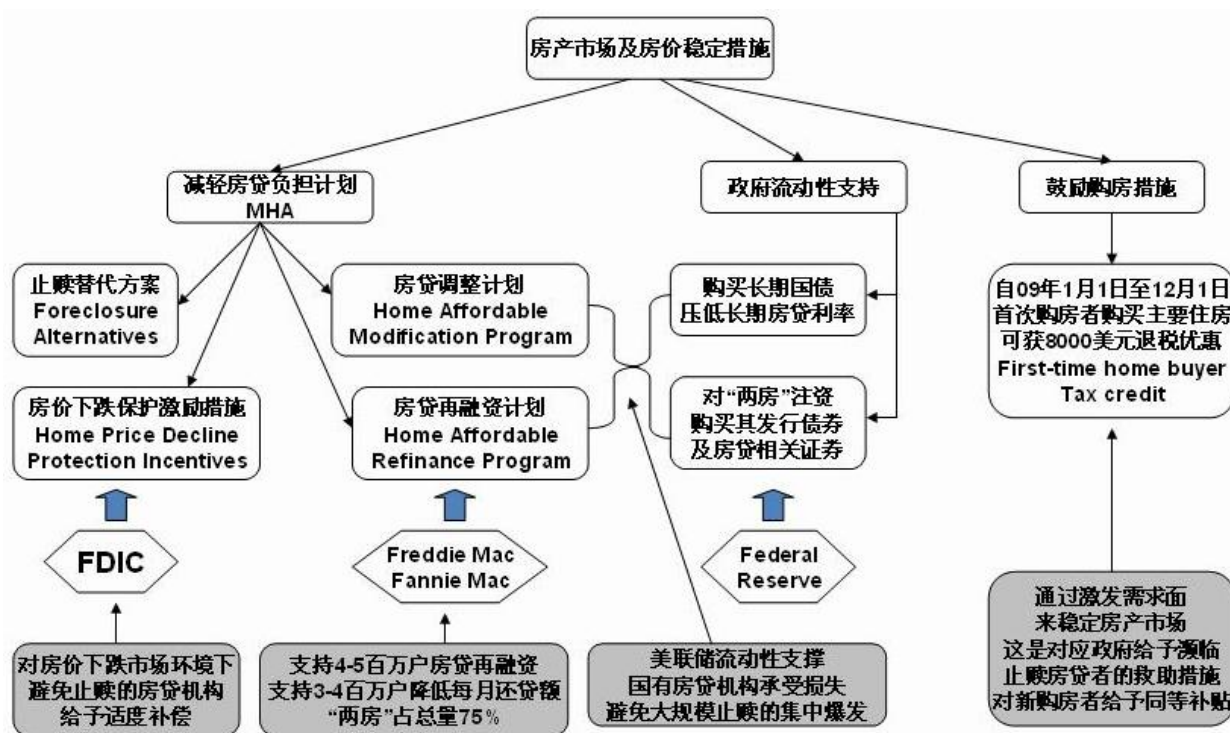 房产市场及房价稳定措施
减轻房贷负担计划
MHA
政府流动性支持
鼓励购房措施
止赎替代方案
Foreclosure
Alternatives
房贷调整计划
Home Affordable
Modification Program
购买长期国债
压低长期房贷利率
自09年1月1日至12月1日
首次购房者购买主要住房
可获8000美元退税优惠
First-time home buyer
Tax credit
房价下跌保护激励措施
Home Price Decline
Protection Incentives
房贷再融资计划
Home Affordable
Refinance Program
对“两房”注资
购买其发行债券
及房贷相关证券
FDIC
Freddie Mac
Fannie Mac
Federal
Reserve
对房价下跌市场环境下
避免止赎的房贷机构
给予适度补偿
支持4-5百万户房贷再融资
支持3-4百万户降低每月还贷额
“两房”占总量75%
美联储流动性支撑
国有房贷机构承受损失
避免大规模止赎的集中爆发
通过激发需求面
来稳定房产市场
这是对应政府给予濒临
止赎房贷者的救助措施
对新购房者给予同等补贴